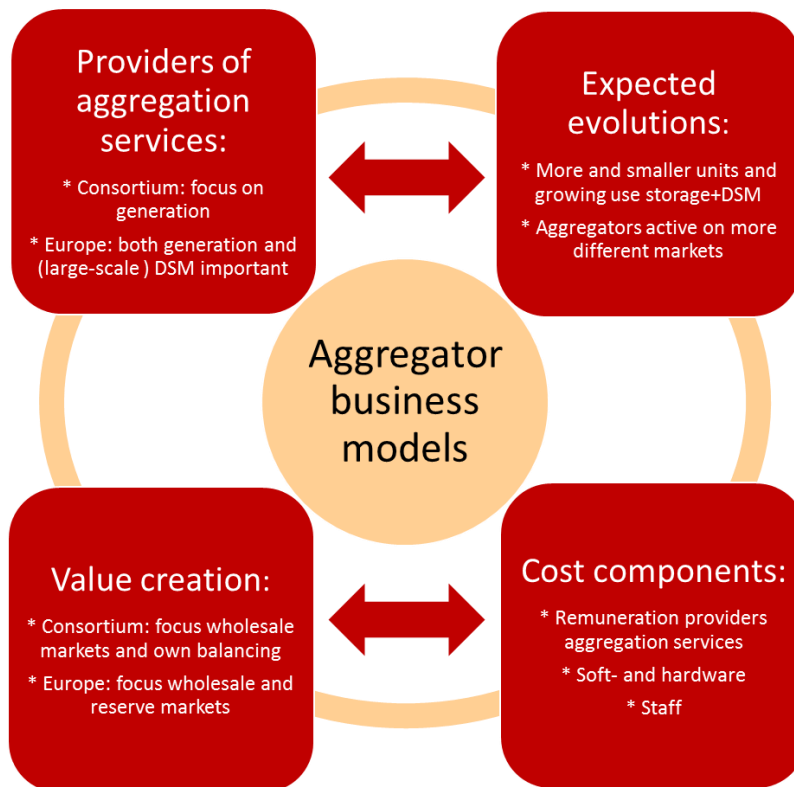 Providers of
aggregation
services:
* Consortium: focus on
generation
* Europe: both generation and
(large-scale ) DSM important
Expected
evolutions:
* More and smaller units and
growing use storage+DSM
* Aggregators active on more
different markets
Aggregator
business
models
Value creation:
* Consortium: focus wholesale
markets and own balancing
* Europe: focus wholesale and
reserve markets
Cost components:
* Remuneration providers
aggregation services
* Soft- and hardware
* Staff